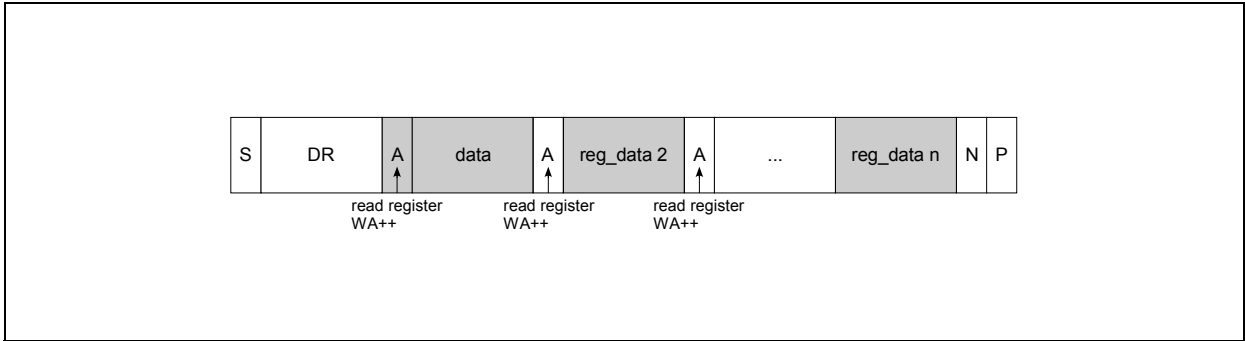 S DR A data A reg_data 2 A ... reg_data n N P
read register read register read register
WA++ WA++ WA++